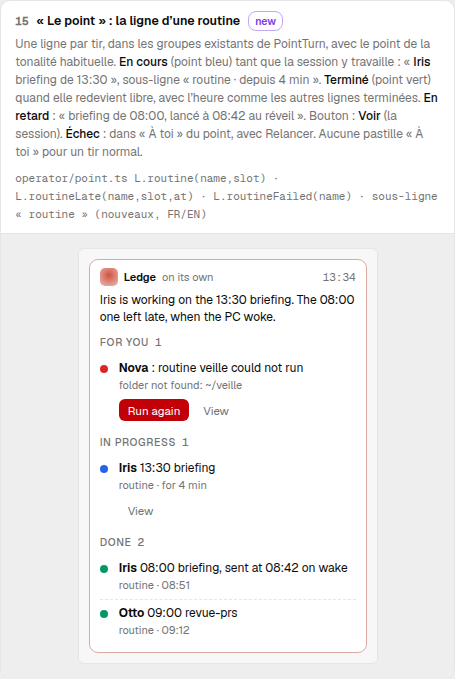 15 « Le point » : la ligne d'une routine new
Une ligne par tir, dans les groupes existants de PointTurn, avec le point de la
tonalité habituelle. En cours (point bleu) tant que la session y travaille : « Iris
briefing de 13:30 », sous-ligne « routine · depuis 4 min ». Terminé (point vert)
quand elle redevient libre, avec l'heure comme les autres lignes terminées. En
retard : « briefing de 08:00, lancé à 08:42 au réveil ». Bouton : Voir (la
session). Échec : dans « À toi » du point, avec Relancer. Aucune pastille « À
toi » pour un tir normal.
operator/point.ts L.routine(name,slot) ·
L.routineLate(name,slot,at) · L.routineFailed(name) · sous-ligne
« routine » (nouveaux, FR/EN)
Ledge on its own 13:34
Iris is working on the 13:30 briefing. The 08:00
one left late, when the PC woke.
FOR YOU 1
Nova : routine veille could not run
folder not found: ~/veille
Run again View
IN PROGRESS 1
Iris 13:30 briefing
routine · for 4 min
View
DONE 2
Iris 08:00 briefing, sent at 08:42 on wake
routine · 08:51
Otto 09:00 revue-prs
routine · 09:12